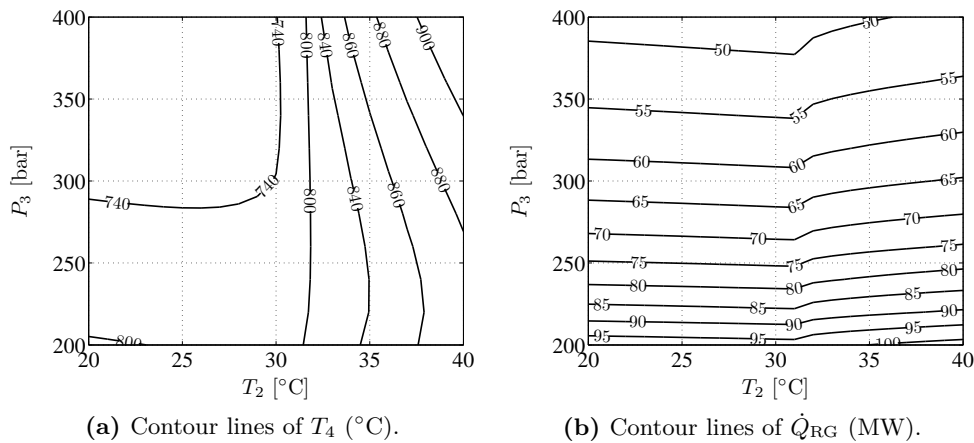 400
350
300
250
200
P3 [bar]
20 25 30 35 40
T2 [°C]
740
740
740
800
800
800
840
840
860
860
880
880
900
(a) Contour lines of T4 (°C).
400
350
300
250
200
P3 [bar]
20 25 30 35 40
T2 [°C]
50 50
55 55 55
60 60 60
65 65 65
70 70 70
75 75 75
80 80 80
85 85 85
90 90 90
95 95 95
100
(b) Contour lines of Q̇RG (MW).